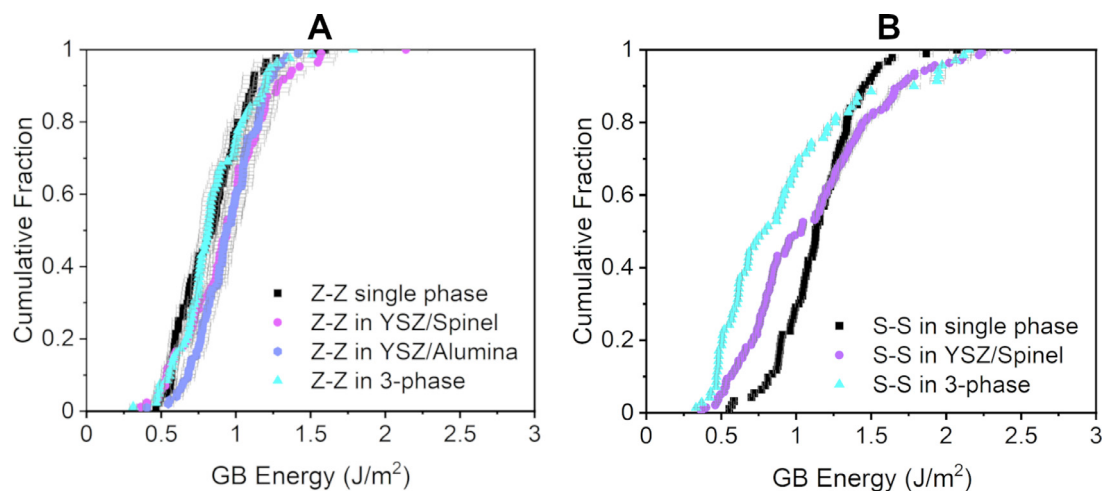 A
Cumulative Fraction
1
0.8
0.6
0.4
0.2
0
Z-Z single phase
Z-Z in YSZ/Spinel
Z-Z in YSZ/Alumina
Z-Z in 3-phase
0 0.5 1 1.5 2 2.5 3
GB Energy (J/m²)
B
Cumulative Fraction
1
0.8
0.6
0.4
0.2
0
S-S in single phase
S-S in YSZ/Spinel
S-S in 3-phase
0 0.5 1 1.5 2 2.5 3
GB Energy (J/m²)